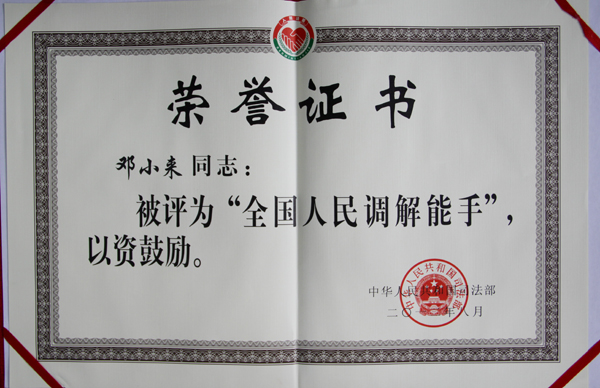 荣誉证书
邓小来同志：
被评为“全国人民调解能手”，
以资鼓励。
中华人民共和国司法部
二〇一 年八月